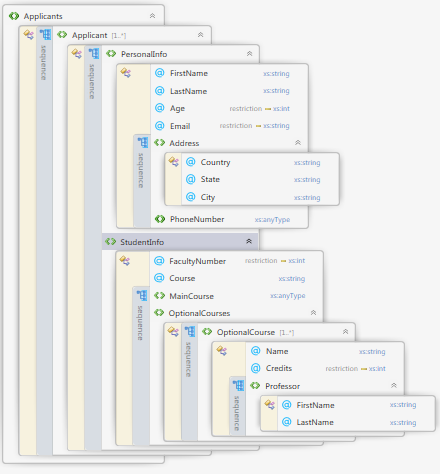 Applicants
Applicant [1..*]
sequence
PersonalInfo
sequence
FirstName xs:string
LastName xs:string
Age restriction xs:int
Email restriction xs:string
Address
sequence
Country xs:string
State xs:string
City xs:string
PhoneNumber xs:anyType
StudentInfo
FacultyNumber restriction xs:int
Course xs:string
MainCourse xs:anyType
sequence
OptionalCourses
OptionalCourse [1..*]
sequence
Name xs:string
Credits restriction xs:int
Professor
sequence
FirstName xs:string
LastName xs:string